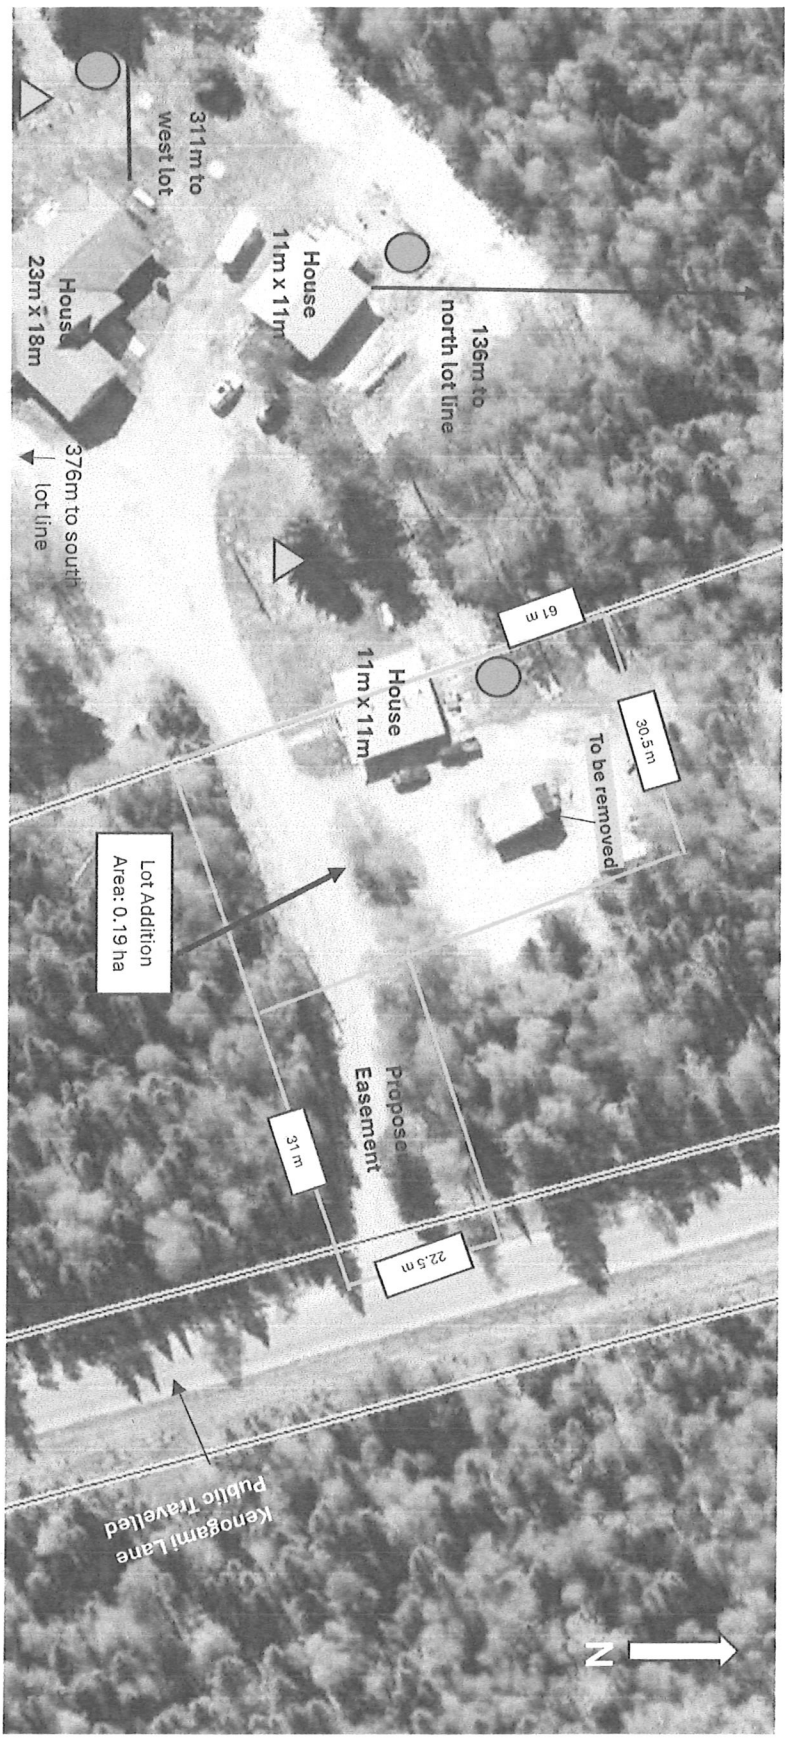 311m to
West lot
House
23m x 18m
House
11m x 11m
136m to
north lot line
376m to south
lot line
61 m
30.5 m
House
11m x 11m
To be removed
Lot Addition
Area: 0.19 ha
Propose
Easement
31 m
22.5 m
Kenogami Lane
Public Travelled
N